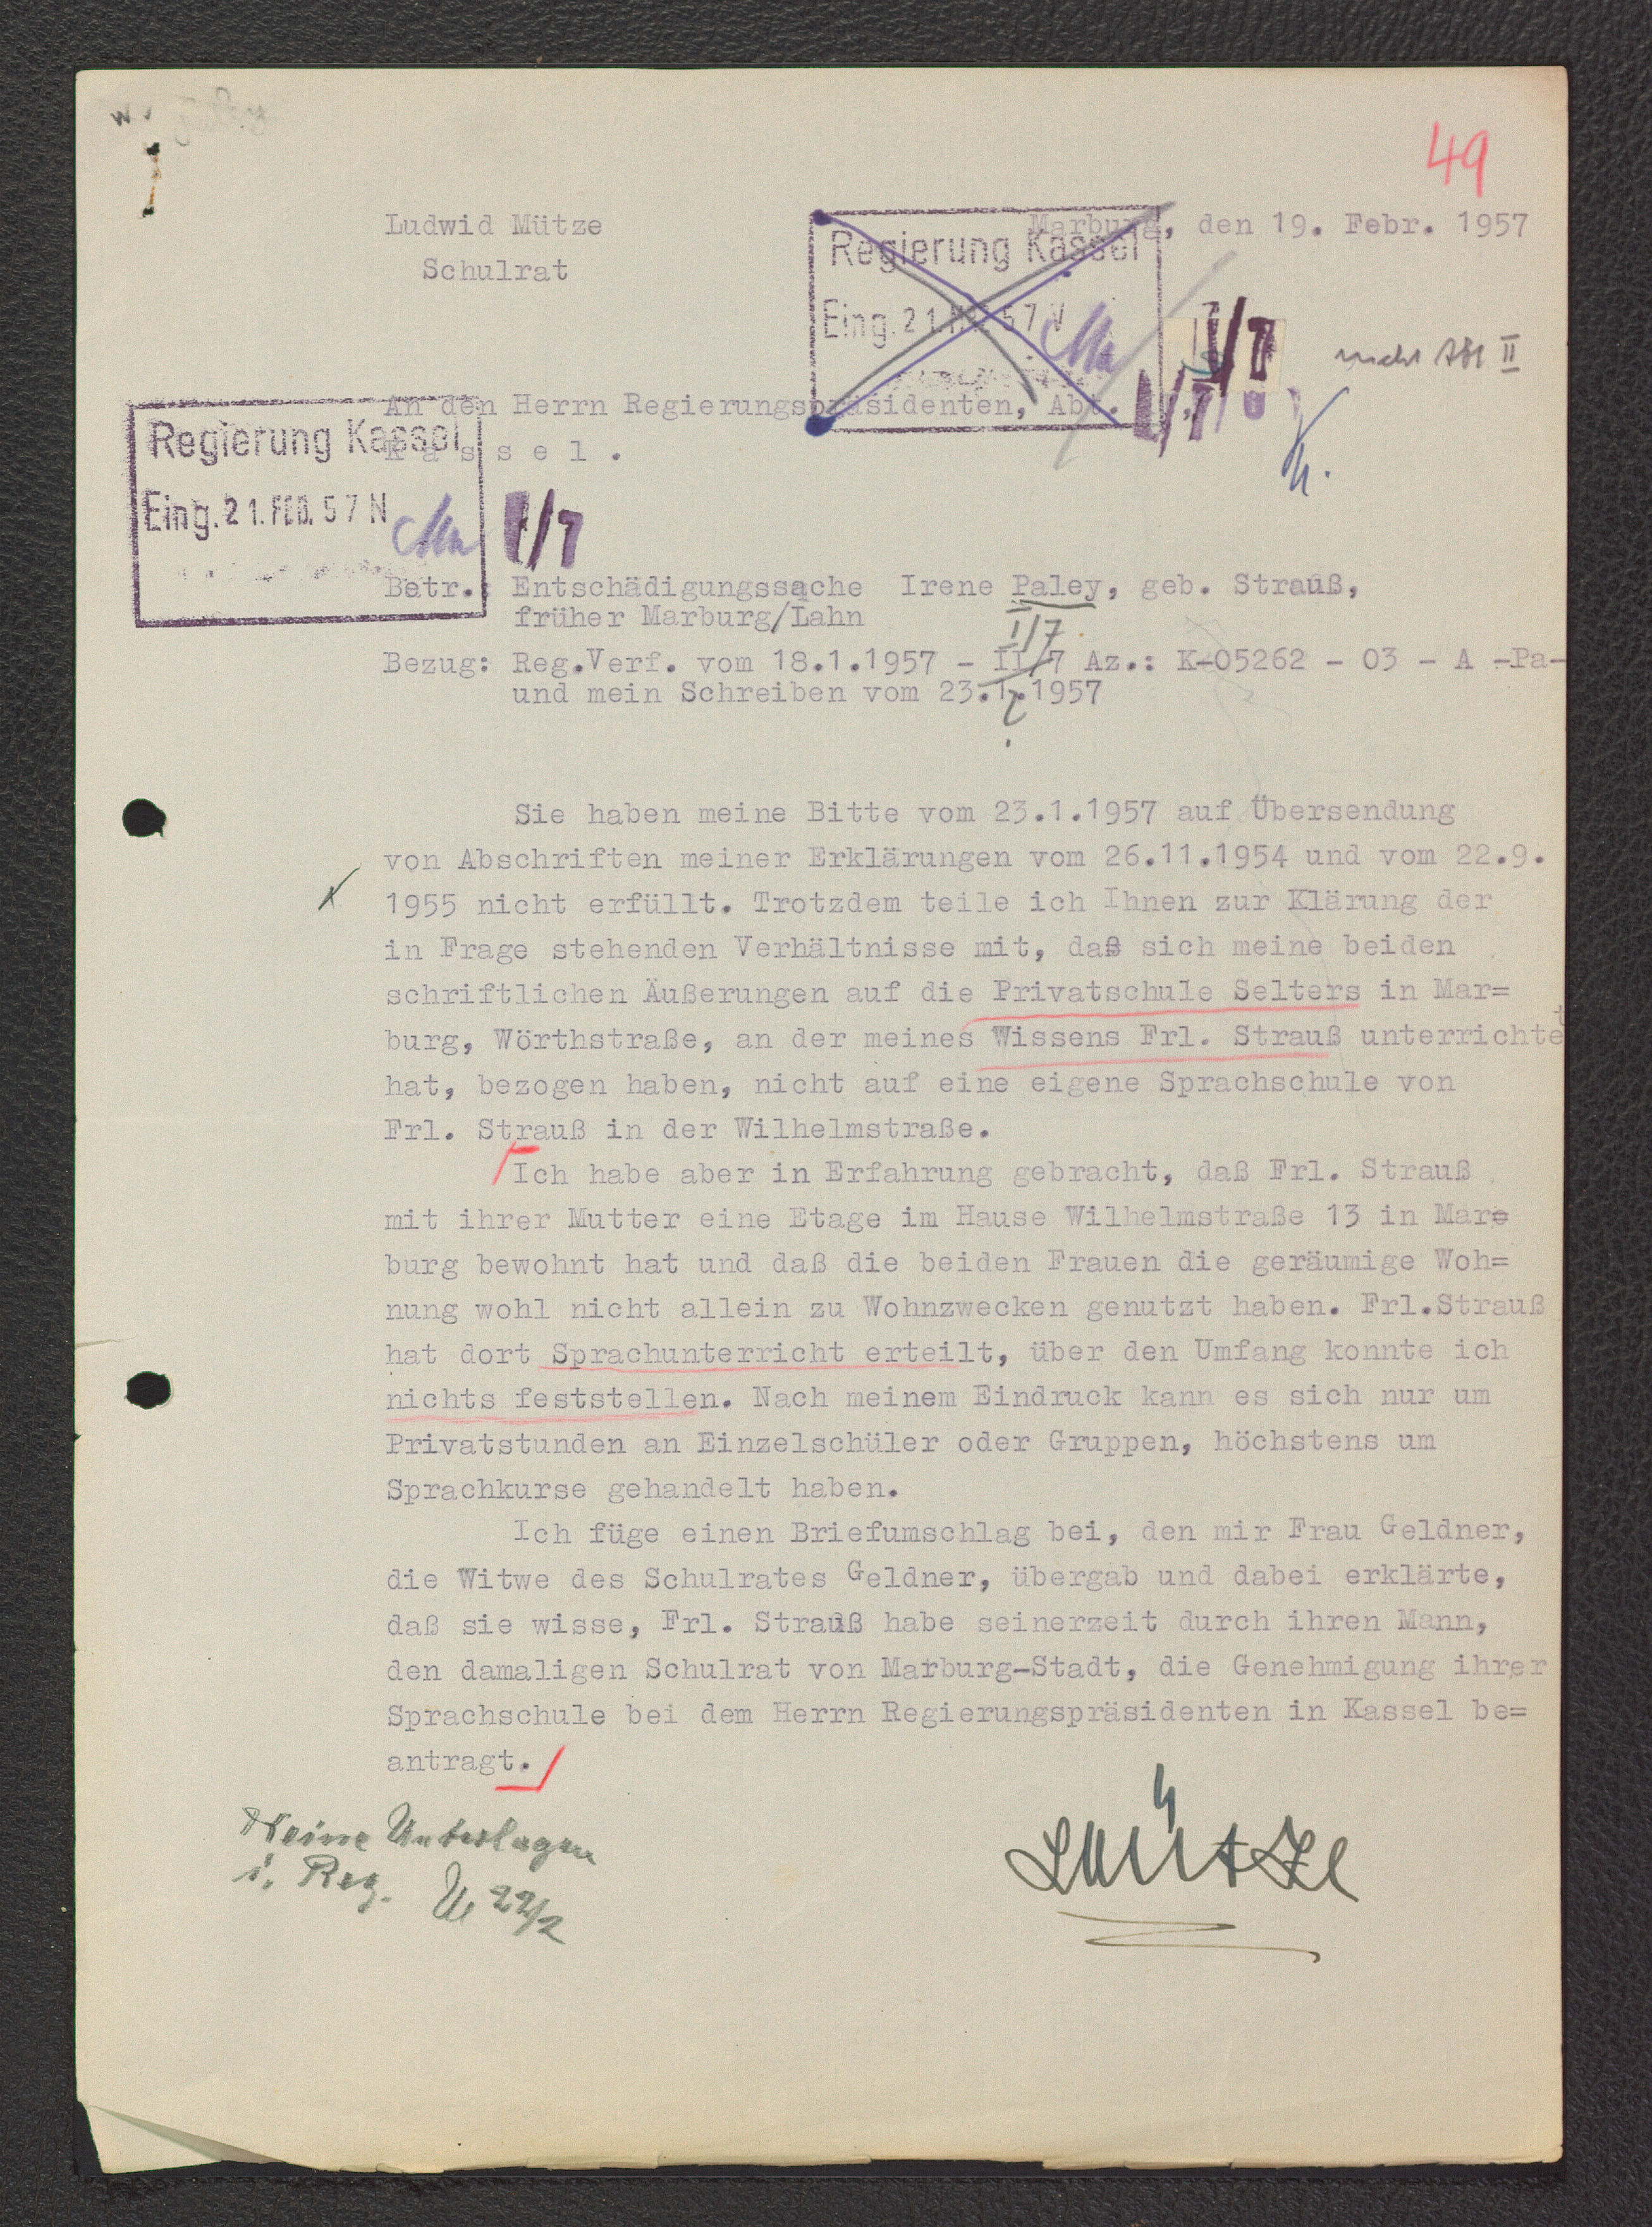 49
Ludwid Mütze
Schulrat
Marburg, den 19. Febr. 1957
Regierung Kassel
Eing. 21. 57 V
I/7
nicht Abt II
An den Herrn Regierungspräsidenten, Abt. I/7
K a s s e l .
Regierung Kassel
Eing. 21. FEB. 57 N
I/7
Betr.: Entschädigungssache Irene Paley, geb. Strauß,
früher Marburg/Lahn
I/7
Bezug: Reg.Verf. vom 18.1.1957 - II/7 Az.: K-05262 - 03 - A -Pa-
und mein Schreiben vom 23.1.1957
Sie haben meine Bitte vom 23.1.1957 auf Übersendung
von Abschriften meiner Erklärungen vom 26.11.1954 und vom 22.9.
1955 nicht erfüllt. Trotzdem teile ich Ihnen zur Klärung der
in Frage stehenden Verhältnisse mit, daß sich meine beiden
schriftlichen Äußerungen auf die Privatschule Selters in Mar=
burg, Wörthstraße, an der meines Wissens Frl. Strauß unterrichtet
hat, bezogen haben, nicht auf eine eigene Sprachschule von
Frl. Strauß in der Wilhelmstraße.
Ich habe aber in Erfahrung gebracht, daß Frl. Strauß
mit ihrer Mutter eine Etage im Hause Wilhelmstraße 13 in Mar=
burg bewohnt hat und daß die beiden Frauen die geräumige Woh=
nung wohl nicht allein zu Wohnzwecken genutzt haben. Frl.Strauß
hat dort Sprachunterricht erteilt, über den Umfang konnte ich
nichts feststellen. Nach meinem Eindruck kann es sich nur um
Privatstunden an Einzelschüler oder Gruppen, höchstens um
Sprachkurse gehandelt haben.
Ich füge einen Briefumschlag bei, den mir Frau Geldner,
die Witwe des Schulrates Geldner, übergab und dabei erklärte,
daß sie wisse, Frl. Strauß habe seinerzeit durch ihren Mann,
den damaligen Schulrat von Marburg-Stadt, die Genehmigung ihrer
Sprachschule bei dem Herrn Regierungspräsidenten in Kassel be=
antragt.
Keine Unterlagen
i. Reg. 22/2
LMütze